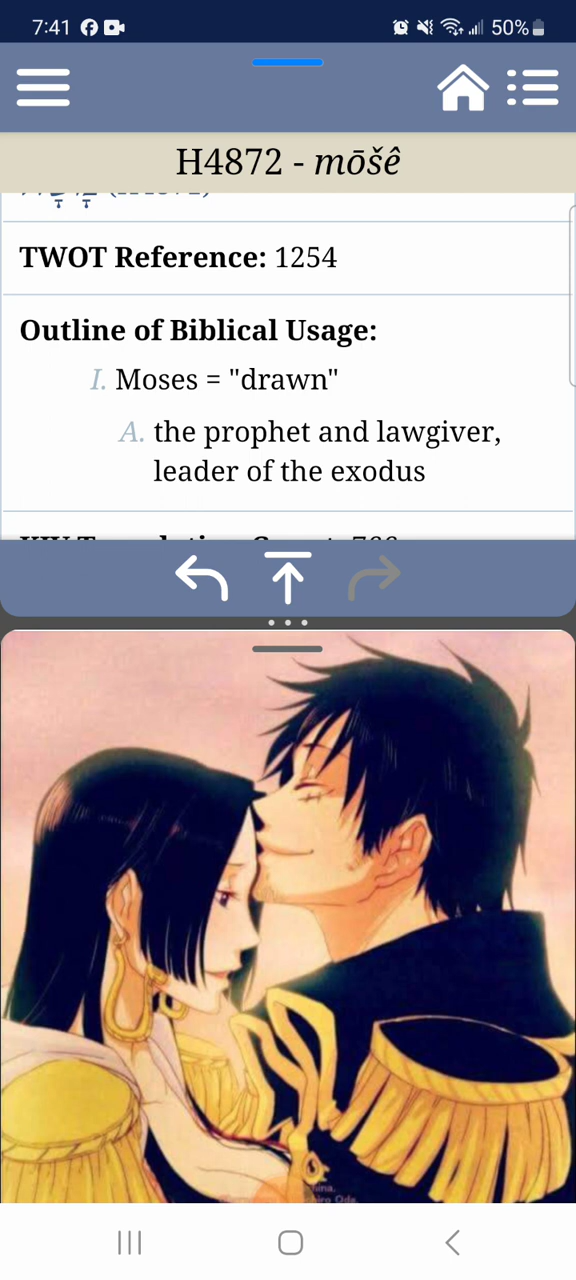 7:41
50%
H4872 - mōšê
TWOT Reference: 1254
Outline of Biblical Usage:
I. Moses = "drawn"
A. the prophet and lawgiver,
leader of the exodus
Oda.